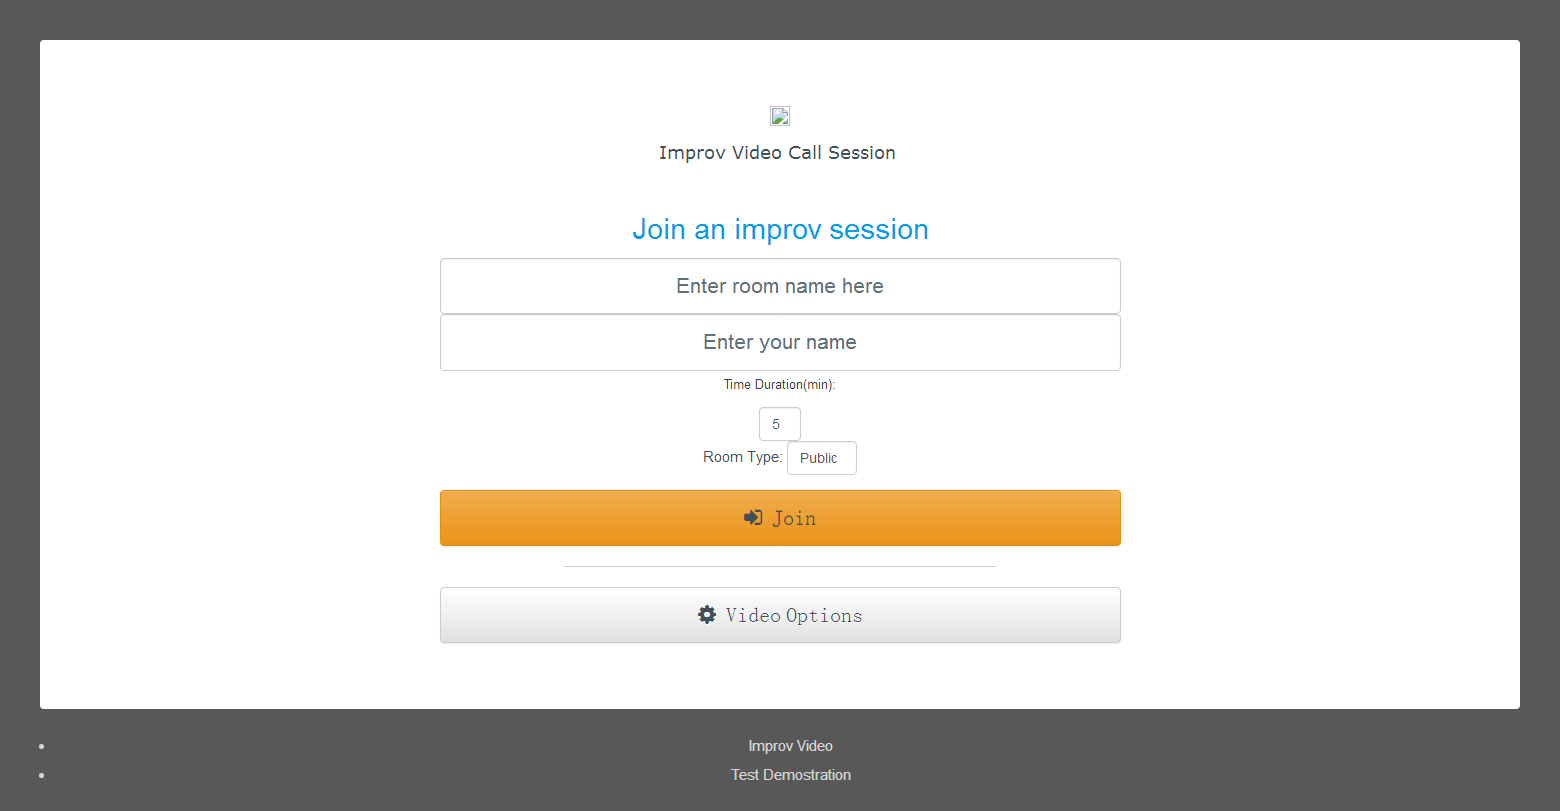 Improv Video Call Session
Join an improv session
Enter room name here
Enter your name
Time Duration(min):
5
Room Type: Public
Join
Video Options
Improv Video
Test Demostration